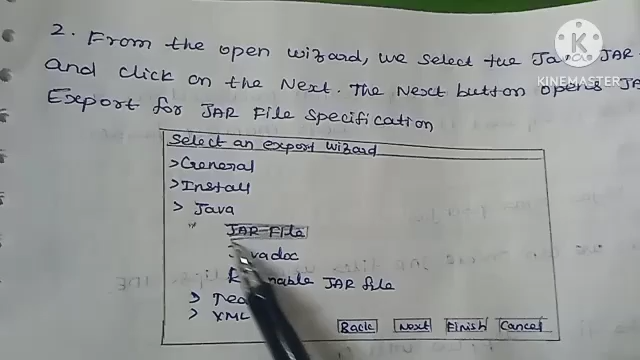 2. From the open wizard, we select the Java JAR
and click on the Next. The Next button opens JA
Export for JAR File Specification
KINEMASTER
Select an export wizard
>General
>Install
> Java
JAR-File
JAR file
> XML
Back Next Finish Cancel